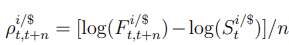 ρ^{i/$}_{t,t+n} = [log(F^{i/$}_{t,t+n}) − log(S^{i/$}_t)]/n